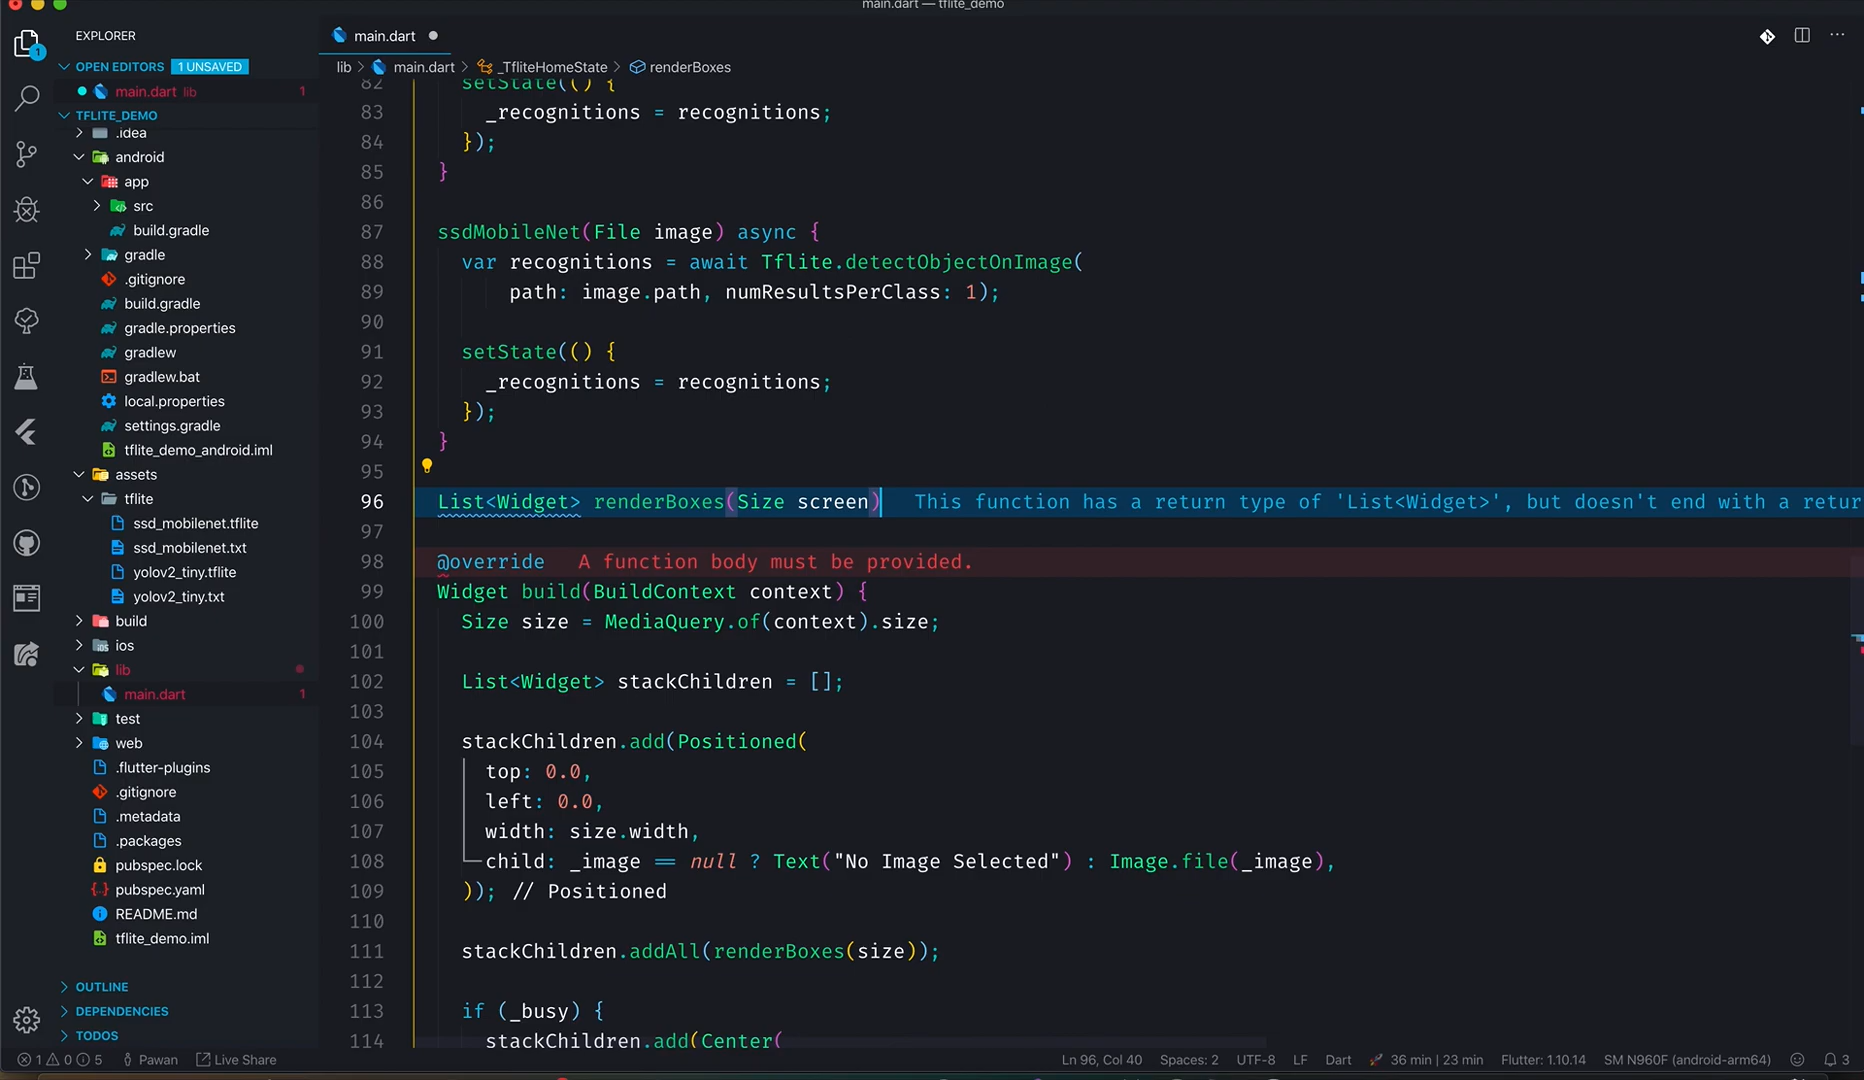 main.dart — tflite_demo
EXPLORER
OPEN EDITORS 1 UNSAVED
main.dart lib 1
TFLITE_DEMO
.idea
android
app
src
build.gradle
gradle
.gitignore
build.gradle
gradle.properties
gradlew
gradlew.bat
local.properties
settings.gradle
tflite_demo_android.iml
assets
tflite
ssd_mobilenet.tflite
ssd_mobilenet.txt
yolov2_tiny.tflite
yolov2_tiny.txt
build
ios
lib
main.dart 1
test
web
.flutter-plugins
.gitignore
.metadata
.packages
pubspec.lock
pubspec.yaml
README.md
tflite_demo.iml
OUTLINE
DEPENDENCIES
TODOS
1
main.dart
lib > main.dart > _TfliteHomeState > renderBoxes
82 setState(() {
83 _recognitions = recognitions;
84 });
85 }
86
87 ssdMobileNet(File image) async {
88 var recognitions = await Tflite.detectObjectOnImage(
89 path: image.path, numResultsPerClass: 1);
90
91 setState(() {
92 _recognitions = recognitions;
93 });
94 }
95
96 List<Widget> renderBoxes(Size screen) This function has a return type of 'List<Widget>', but doesn't end with a retur
97
98 @override A function body must be provided.
99 Widget build(BuildContext context) {
100 Size size = MediaQuery.of(context).size;
101
102 List<Widget> stackChildren = [];
103
104 stackChildren.add(Positioned(
105 top: 0.0,
106 left: 0.0,
107 width: size.width,
108 child: _image == null ? Text("No Image Selected") : Image.file(_image),
109 )); // Positioned
110
111 stackChildren.addAll(renderBoxes(size));
112
113 if (_busy) {
114 stackChildren.add(Center(
1 0 5 Pawan Live Share Ln 96, Col 40 Spaces: 2 UTF-8 LF Dart 36 min | 23 min Flutter: 1.10.14 SM N960F (android-arm64) 3